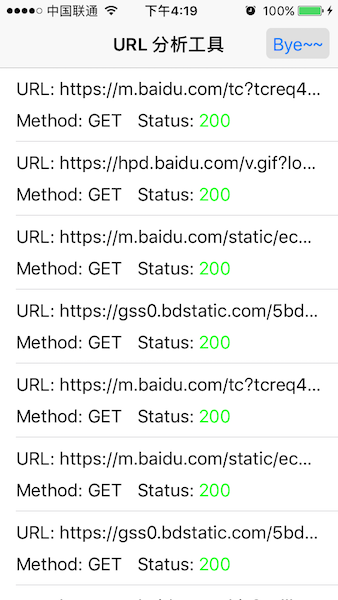 中国联通 下午4:19 100%
URL 分析工具 Bye~~
URL: https://m.baidu.com/tc?tcreq4...
Method: GET Status: 200
URL: https://hpd.baidu.com/v.gif?lo...
Method: GET Status: 200
URL: https://m.baidu.com/static/ec...
Method: GET Status: 200
URL: https://gss0.bdstatic.com/5bd...
Method: GET Status: 200
URL: https://m.baidu.com/tc?tcreq4...
Method: GET Status: 200
URL: https://m.baidu.com/static/ec...
Method: GET Status: 200
URL: https://gss0.bdstatic.com/5bd...
Method: GET Status: 200